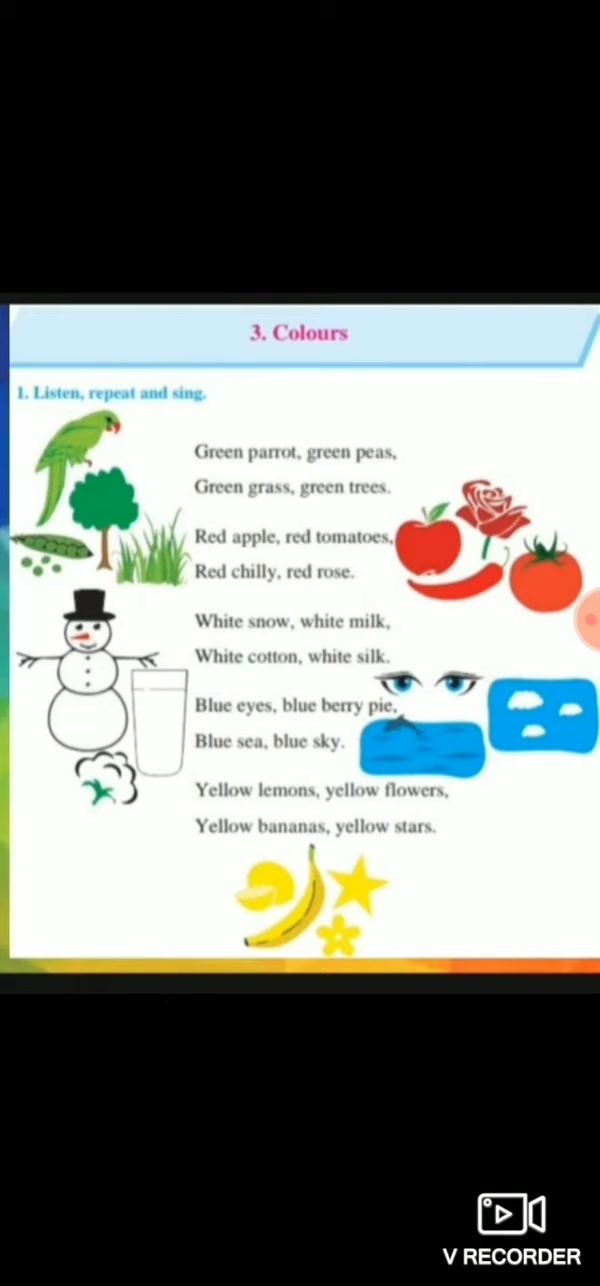 3. Colours
1. Listen, repeat and sing.
Green parrot, green peas,
Green grass, green trees.
Red apple, red tomatoes,
Red chilly, red rose.
White snow, white milk,
White cotton, white silk.
Blue eyes, blue berry pie,
Blue sea, blue sky.
Yellow lemons, yellow flowers,
Yellow bananas, yellow stars.
V RECORDER